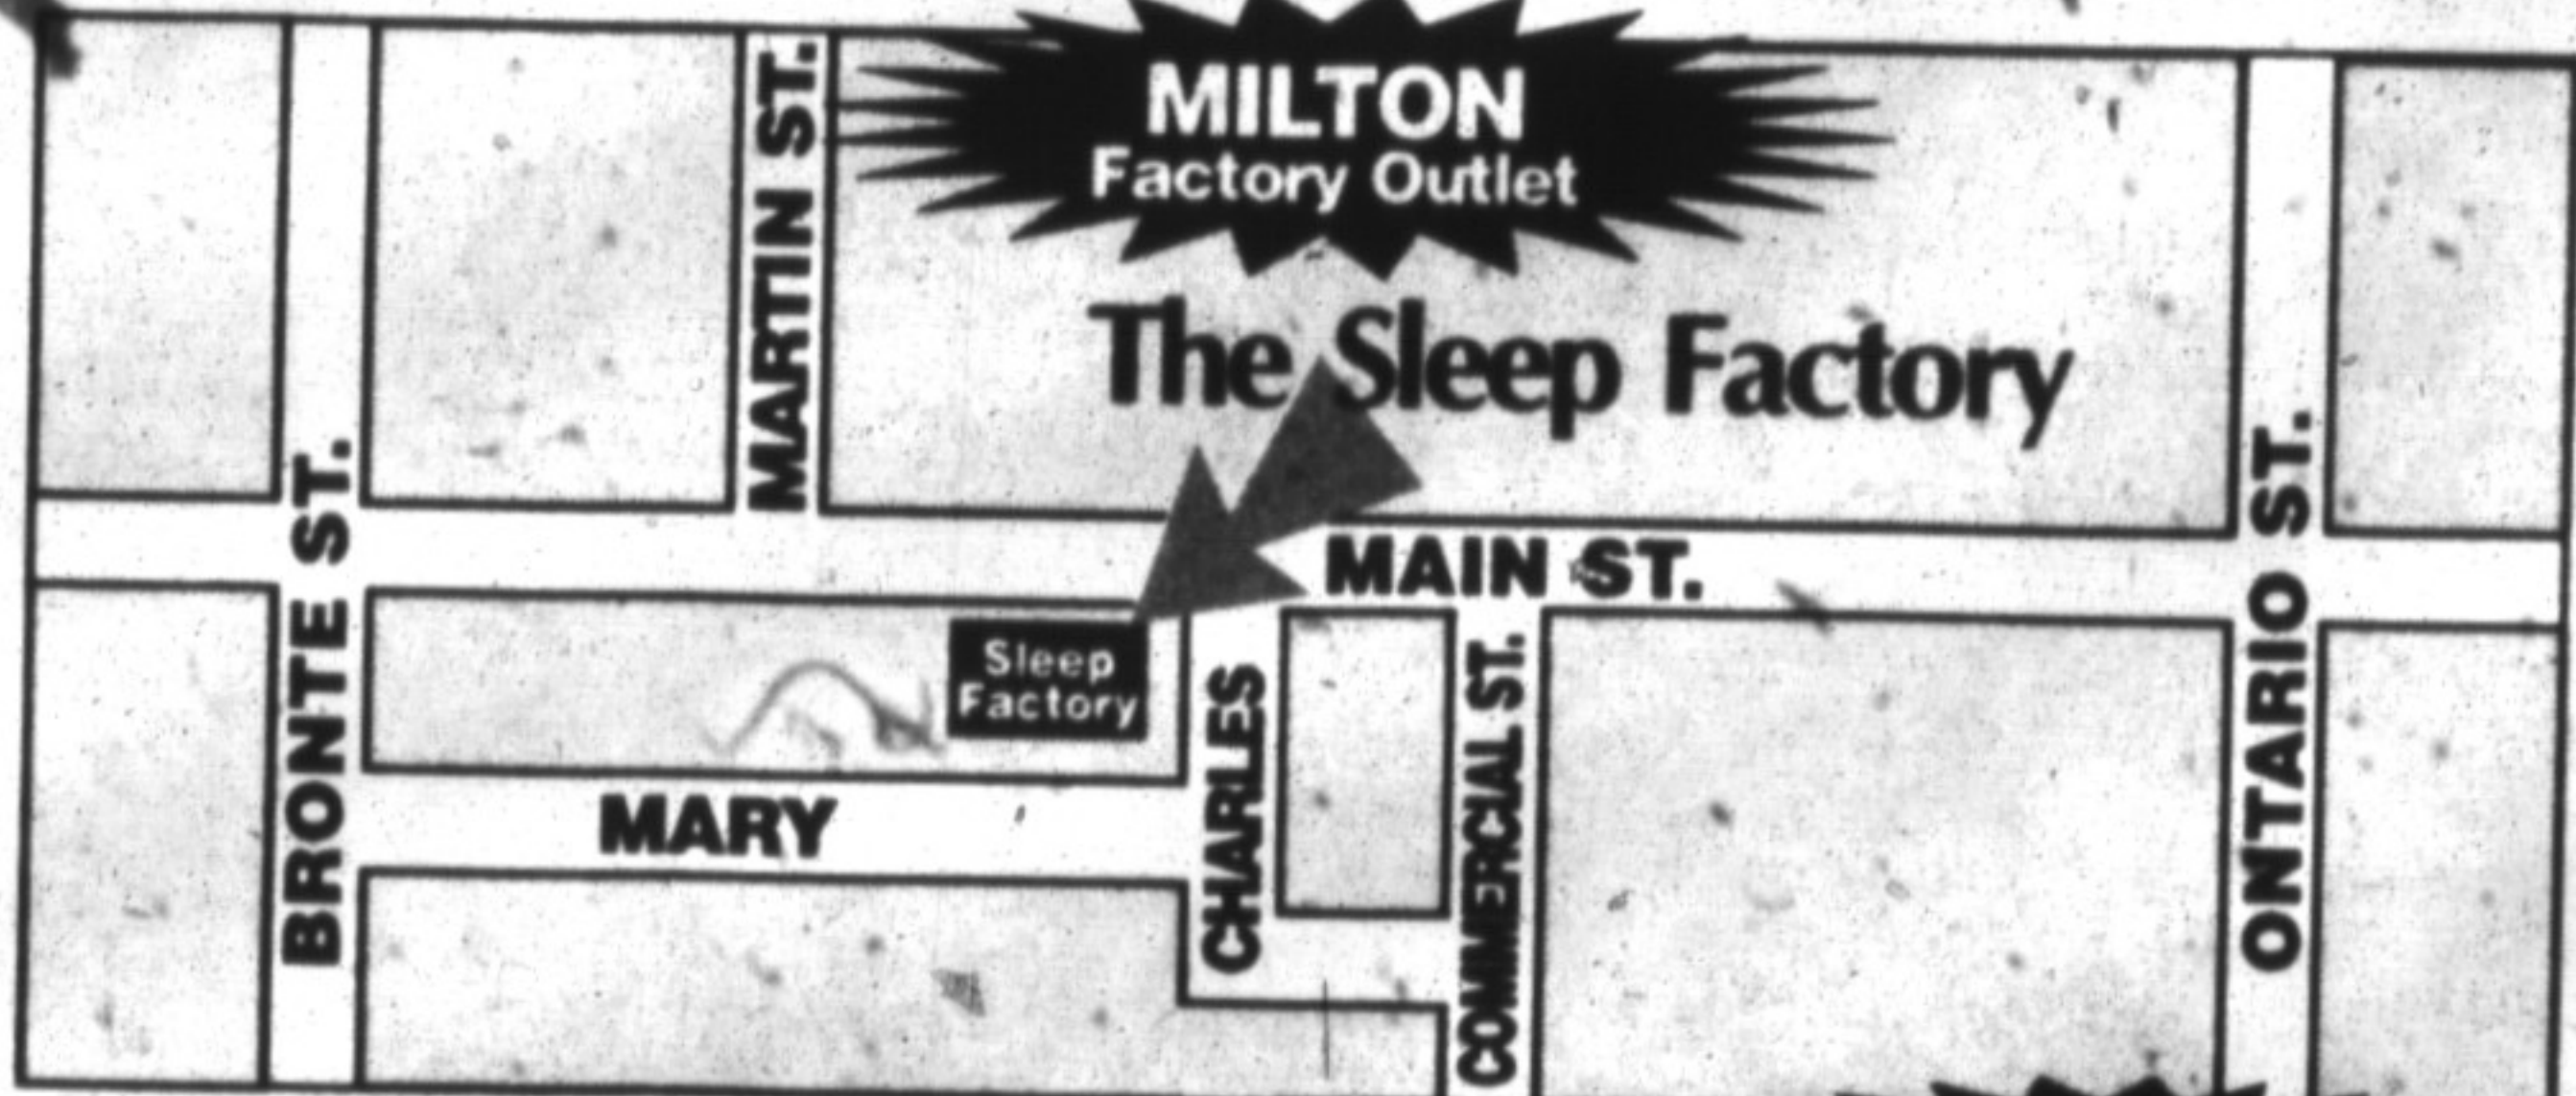 MILTON
Factory Outlet
The Sleep Factory
MARTIN ST.
BRONTE ST.
MAIN ST.
ONTARIO ST.
Sleep
Factory
CHARLES
COMMERCIAL ST.
MARY